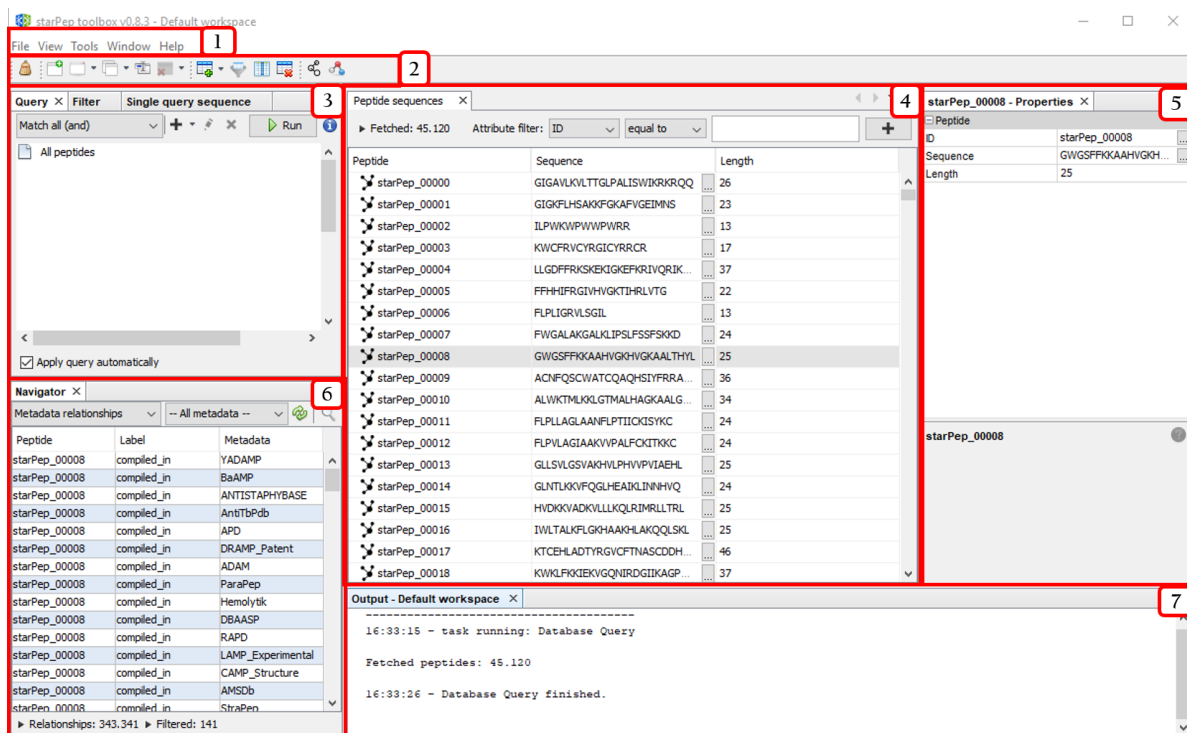 starPep toolbox v0.8.3 - Default workspace
File View Tools Window Help
1
2
Query Filter Single query sequence
3
Match all (and) Run
All peptides
Apply query automatically
Peptide sequences
4
Fetched: 45.120 Attribute filter: ID equal to
Peptide Sequence Length
starPep_00000 GIGAVLKVLTTGLPALISWIKRKRQQ ... 26
starPep_00001 GIGKFLHSAKKFGKAFVGEIMNS ... 23
starPep_00002 ILPWKWPWWPWRR ... 13
starPep_00003 KWCFRVCYRGICYRRCR ... 17
starPep_00004 LLGDFFRKSKEKIGKEFKRIVQRIK... ... 37
starPep_00005 FFHHIFRGIVHVGKTIHRLVTG ... 22
starPep_00006 FLPLIGRVLSGIL ... 13
starPep_00007 FWGALAKGALKLIPSLFSSFSKKD ... 24
starPep_00008 GWGSFFKKAAHVGKHVGKAALTHYL ... 25
starPep_00009 ACNFQSCWATCQAQHSIYFRRA... ... 36
starPep_00010 ALWKTMLKKLGTMALHAGKAALG... ... 34
starPep_00011 FLPLLAGLAANFLPTIICKISYKC ... 24
starPep_00012 FLPVLAGIAAKVVPALFCKITKKC ... 24
starPep_00013 GLLSVLGSVAKHVLPHVVPVIAEHL ... 25
starPep_00014 GLNTLKKVFQGLHEAIKLINNHVQ ... 24
starPep_00015 HVDKKVADKVLLLKQLRIMRLLTRL ... 25
starPep_00016 IWLTALKFLGKHAAKHLAKQQLSKL ... 25
starPep_00017 KTCEHLADTYRGVCFTNASCDDH... ... 46
starPep_00018 KWKLFKKIEKVGQNIRDGIIKAGP... ... 37
starPep_00008 - Properties
5
Peptide
ID starPep_00008 ...
Sequence GWGSFFKKAAHVGKH... ...
Length 25
starPep_00008
Navigator
6
Metadata relationships -- All metadata --
Peptide Label Metadata
starPep_00008 compiled_in YADAMP
starPep_00008 compiled_in BaAMP
starPep_00008 compiled_in ANTISTAPHYBASE
starPep_00008 compiled_in AntiTbPdb
starPep_00008 compiled_in APD
starPep_00008 compiled_in DRAMP_Patent
starPep_00008 compiled_in ADAM
starPep_00008 compiled_in ParaPep
starPep_00008 compiled_in Hemolytik
starPep_00008 compiled_in DBAASP
starPep_00008 compiled_in RAPD
starPep_00008 compiled_in LAMP_Experimental
starPep_00008 compiled_in CAMP_Structure
starPep_00008 compiled_in AMSDb
starPep_00008 compiled_in StraPep
Relationships: 343.341 Filtered: 141
Output - Default workspace
7
16:33:15 - task running: Database Query
Fetched peptides: 45.120
16:33:26 - Database Query finished.